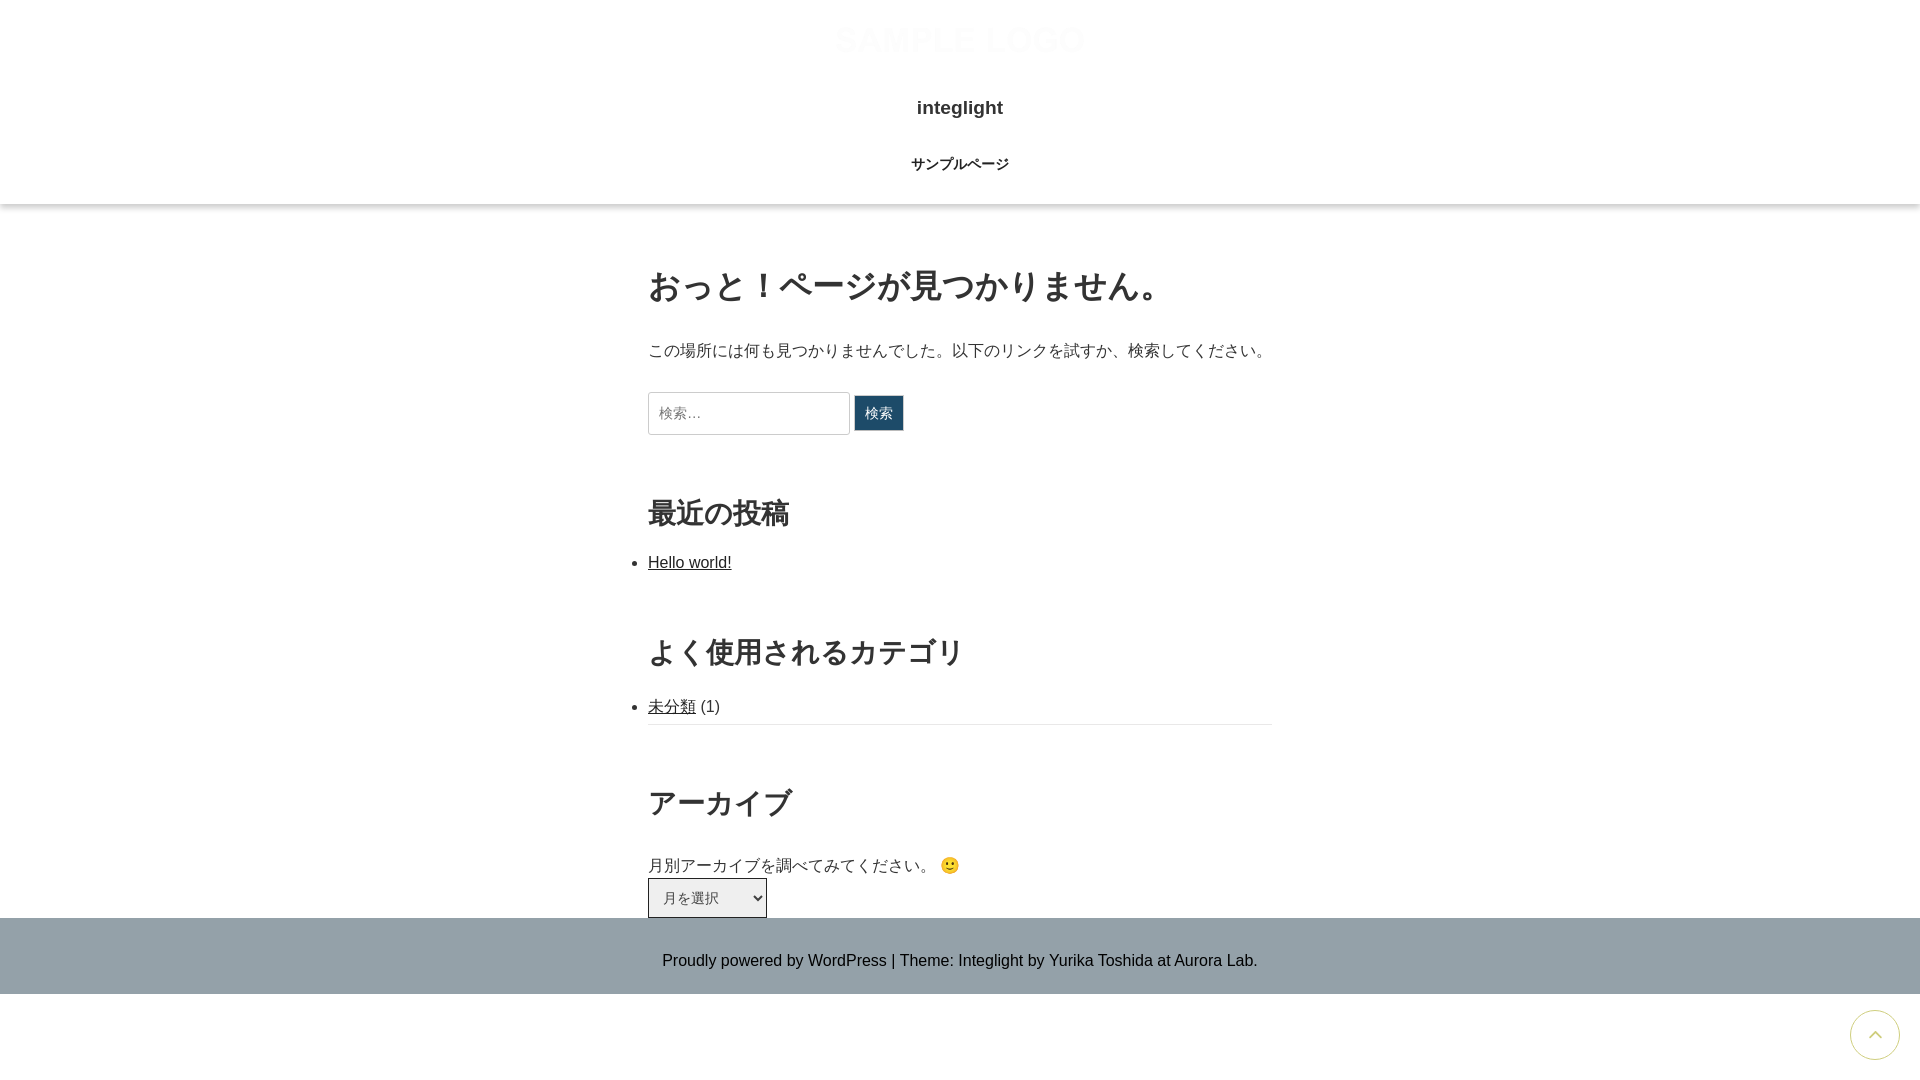 SAMPLE LOGO
integlight
サンプルページ
おっと！ページが見つかりません。
この場所には何も見つかりませんでした。以下のリンクを試すか、検索してください。
検索…
検索
最近の投稿
Hello world!
よく使用されるカテゴリ
未分類 (1)
アーカイブ
月別アーカイブを調べてみてください。 🙂
月を選択
Proudly powered by WordPress | Theme: Integlight by Yurika Toshida at Aurora Lab.